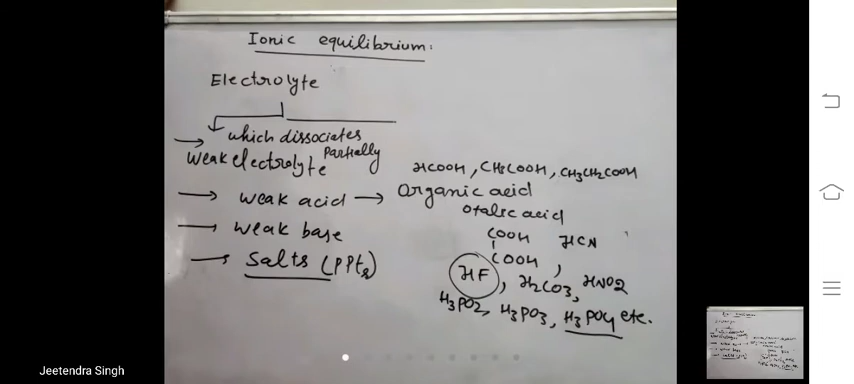 Ionic equilibrium:
Electrolyte
which dissociates
Partially
weak electrolyte
HCOOH, CH3COOH, CH3CH2COOH
weak acid → Organic acid
Oxalic acid
weak base
COOH HCN
COOH,
Salts (PPts)
HF, H2CO3, HNO2
H3PO2, H3PO3, H3PO4 etc.
Jeetendra Singh